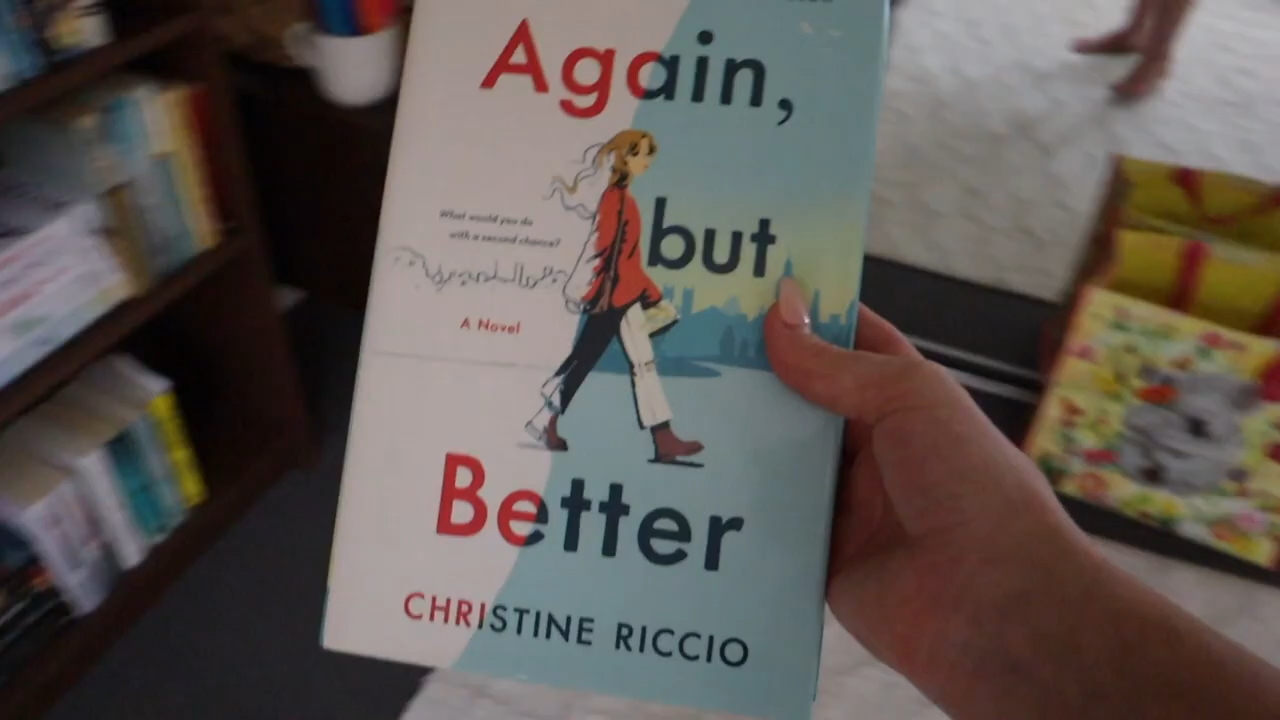 Again,
but
What would you do
with a second chance?
A Novel
Better
CHRISTINE RICCIO